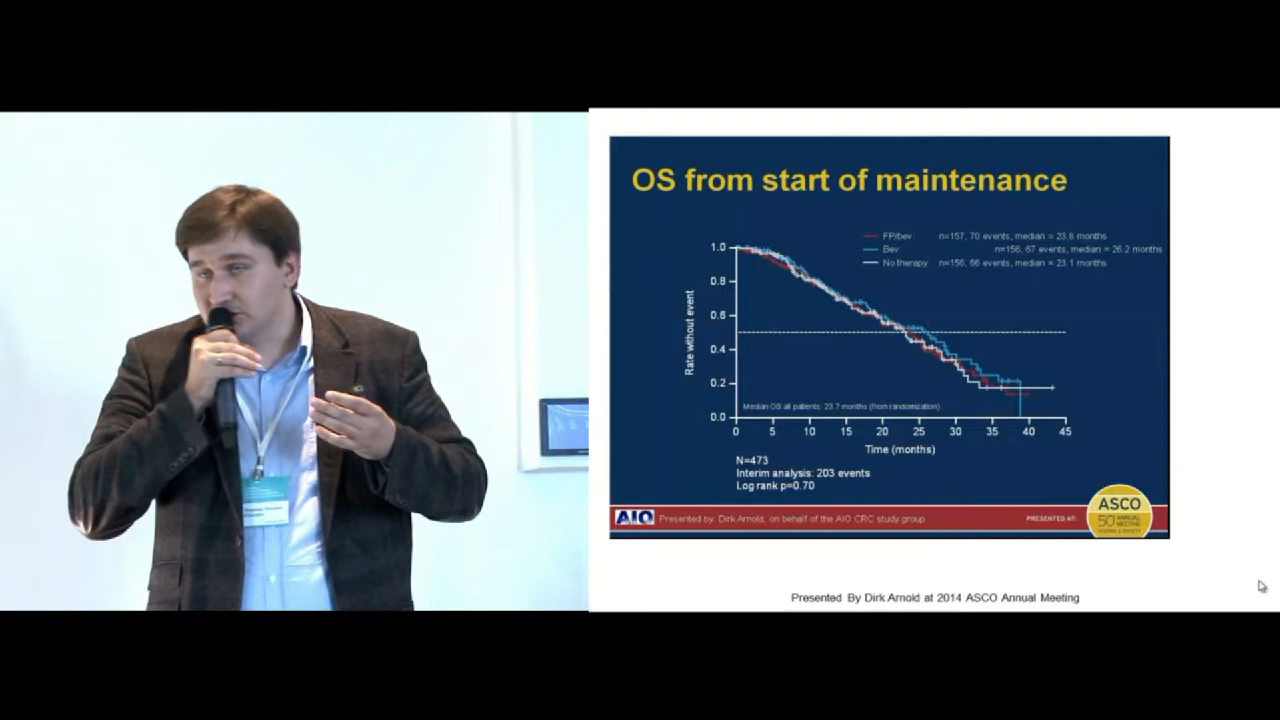 OS from start of maintenance
FP/bev n=157, 70 events, median = 23.8 months
Bev n=156, 67 events, median = 26.2 months
No therapy n=156, 66 events, median = 23.1 months
Rate without event
1.0
0.8
0.6
0.4
0.2
0.0
Median OS all patients: 23.7 months (from randomization)
0 5 10 15 20 25 30 35 40 45
Time (months)
N=473
Interim analysis: 203 events
Log rank p=0.70
AIO Presented by: Dirk Arnold, on behalf of the AIO CRC study group
PRESENTED AT:
ASCO
50
ANNUAL
MEETING
Presented By Dirk Arnold at 2014 ASCO Annual Meeting